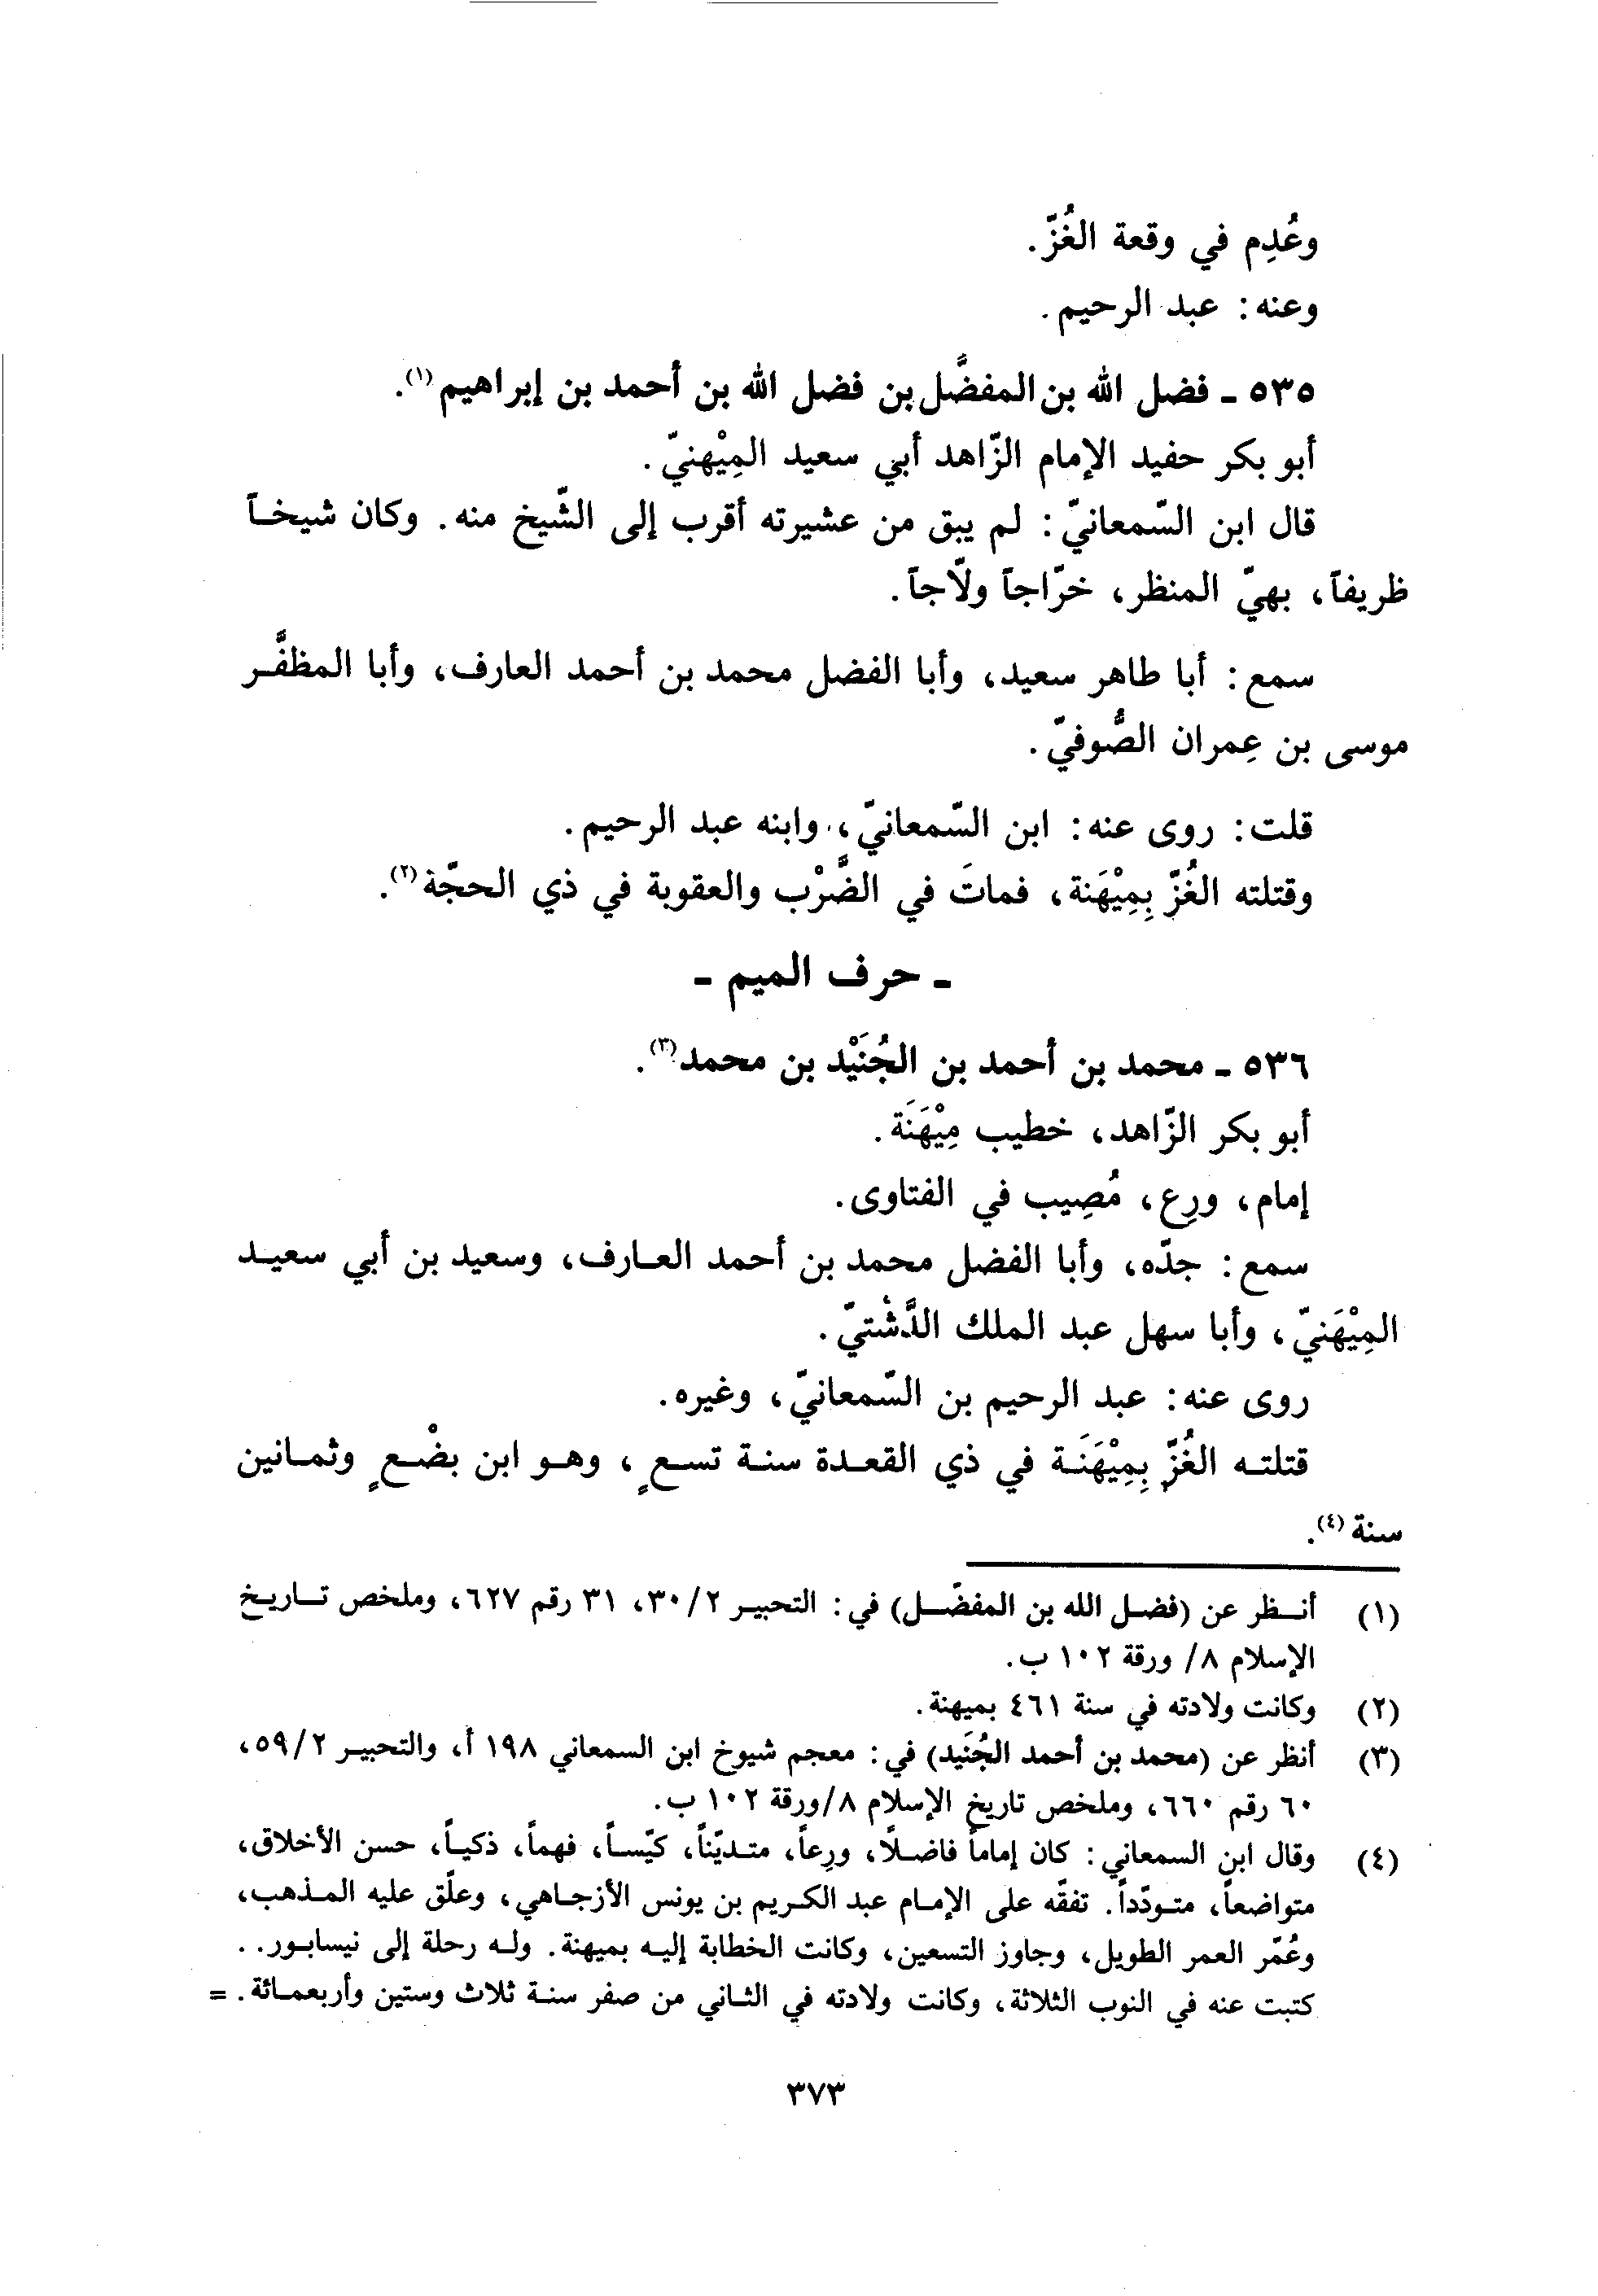 وعُدِم في وقعة الغُزّ.
وعنه: عبد الرحيم.
٥٣٥ ـ فضل الله بن المفضَّل بن فضل الله بن أحمد بن إبراهيم(١).
أبو بكر حفيد الإمام الزّاهد أبي سعيد المِيْهنيّ.
قال ابن السّمعانيّ: لم يبق من عشيرته أقرب إلى الشّيخ منه. وكان شيخاً
ظريفاً، بهيّ المنظر، خرّاجاً ولّاجاً.
سمع: أبا طاهر سعيد، وأبا الفضل محمد بن أحمد العارف، وأبا المظفَّر
موسى بن عِمران الصُّوفيّ.
قلت: روى عنه: ابن السّمعانيّ، وابنه عبد الرحيم.
وقتلته الغُزّ بِمِيْهَنة، فماتَ في الضَّرْب والعقوبة في ذي الحجّة(٢).
ـ حرف الميم ـ
٥٣٦ ـ محمد بن أحمد بن الجُنَيْد بن محمد(٣).
أبو بكر الزّاهد، خطيب مِيْهَنَة.
إمام، ورِع، مُصِيب في الفتاوى.
سمع: جدّه، وأبا الفضل محمد بن أحمد العارف، وسعيد بن أبي سعيد
المِيْهَنيّ، وأبا سهل عبد الملك الدَّشْتيّ.
روى عنه: عبد الرحيم بن السّمعانيّ، وغيره.
قتلته الغُزّ بِمِيْهَنَة في ذي القعدة سنة تسعٍ، وهو ابن بضْعٍ وثمانين
سنة(٤).
(١) أنظر عن (فضل الله بن المفضّل) في: التحبير ٣٠/٢، ٣١ رقم ٦٢٧، وملخص تاريخ
الإسلام ٨/ ورقة ١٠٢ ب.
(٢) وكانت ولادته في سنة ٤٦١ بميهنة.
(٣) أنظر عن (محمد بن أحمد الجُنَيد) في: معجم شيوخ ابن السمعاني ١٩٨ أ، والتحبير ٥٩/٢،
٦٠ رقم ٦٦٠، وملخص تاريخ الإسلام ٨/ورقة ١٠٢ ب.
(٤) وقال ابن السمعاني: كان إماماً فاضلًا، ورِعاً، متديّناً، كيّساً، فهماً، ذكياً، حسن الأخلاق،
متواضعاً، متودّداً. تفقّه على الإمام عبد الكريم بن يونس الأزجاهي، وعلّق عليه المذهب،
وعُمّر العمر الطويل، وجاوز التسعين، وكانت الخطابة إليه بميهنة. وله رحلة إلى نيسابور..
كتبت عنه في النوب الثلاثة، وكانت ولادته في الثاني من صفر سنة ثلاث وستين وأربعمائة. =
٣٧٣